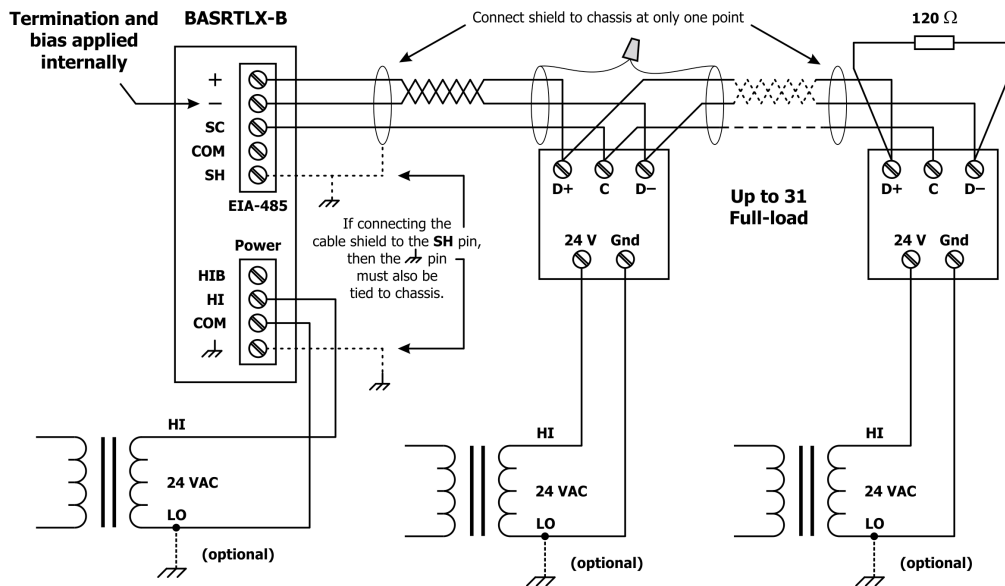 Termination and
bias applied
internally
BASRTLX-B
Connect shield to chassis at only one point
120 Ω
+
−
SC
COM
SH
EIA-485
Power
HIB
HI
COM
If connecting the
cable shield to the SH pin,
then the pin
must also be
tied to chassis.
D+ C D−
24 V Gnd
Up to 31
Full-load
D+ C D−
24 V Gnd
HI
24 VAC
LO
(optional)
HI
24 VAC
LO
(optional)
HI
24 VAC
LO
(optional)